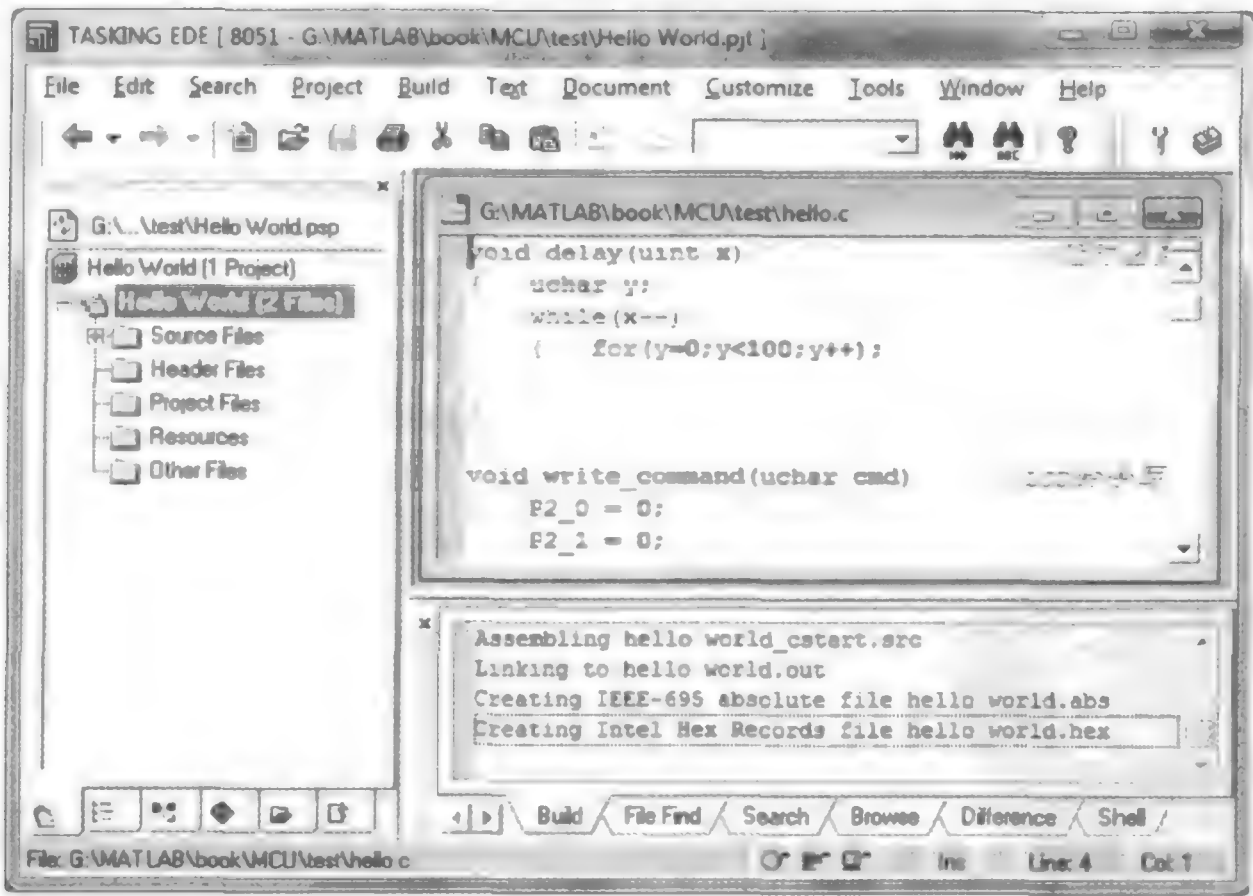 TASKING EDE [ 8051 - G:\MATLAB\book\MCU\test\Hello World.pjt ]
File Edit Search Project Build Text Document Customize Tools Window Help
G:\...\test\Hello World.psp
Hello World (1 Project)
Hello World (2 Files)
Source Files
Header Files
Project Files
Resources
Other Files
G:\MATLAB\book\MCU\test\hello.c
void delay(uint x)
{ uchar y;
while(x--)
{ for(y=0;y<100;y++);
void write_command(uchar cmd)
P2_0 = 0;
P2_1 = 0;
Assembling hello world_cstart.src
Linking to hello world.out
Creating IEEE-695 absolute file hello world.abs
Creating Intel Hex Records file hello world.hex
Build File Find Search Browse Difference Shell
File: G:\MATLAB\book\MCU\test\hello c
Ins Line: 4 Col: 1